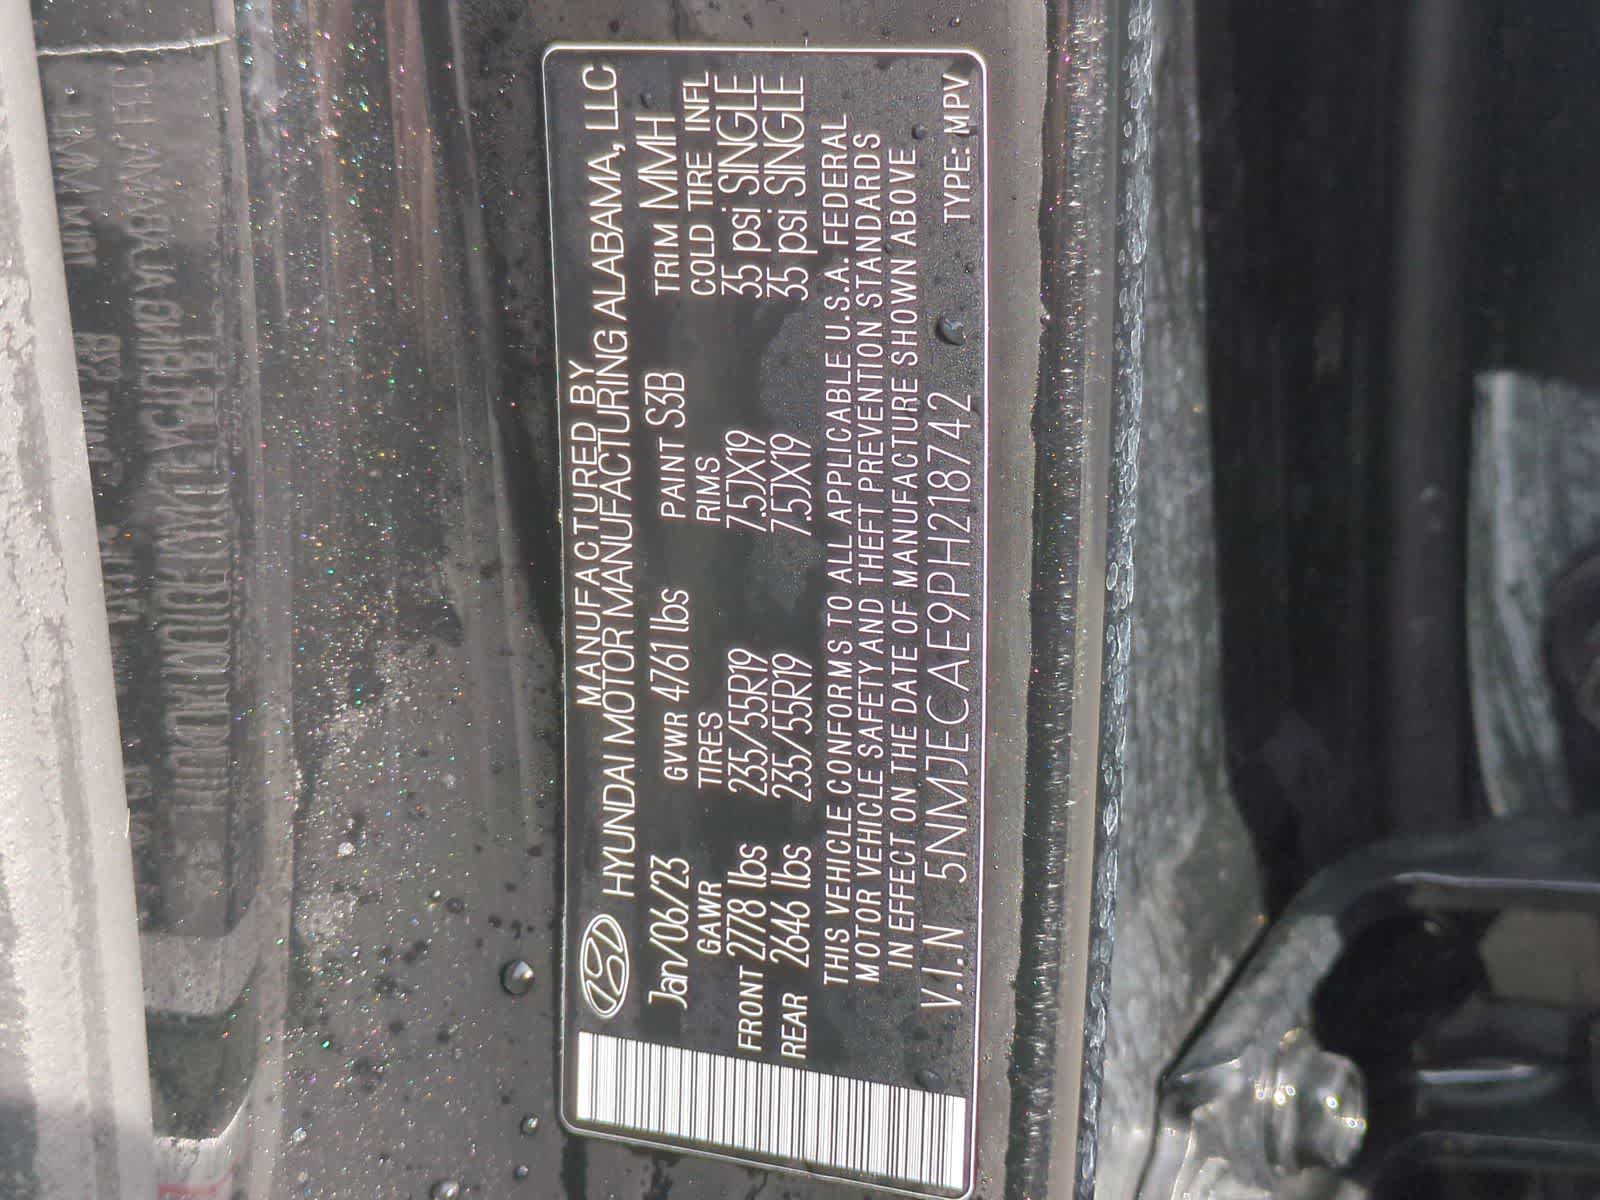 MANUFACTURED BY
HYUNDAI MOTOR MANUFACTURING ALABAMA, LLC
Jan/06/23 GVWR 4761 lbs PAINT S3B TRIM MMH
GAWR TIRES RIMS COLD TIRE INFL
FRONT 2778 lbs 235/55R19 7.5JX19 35 psi SINGLE
REAR 2646 lbs 235/55R19 7.5JX19 35 psi SINGLE
THIS VEHICLE CONFORMS TO ALL APPLICABLE U.S.A. FEDERAL
MOTOR VEHICLE SAFETY AND THEFT PREVENTION STANDARDS
IN EFFECT ON THE DATE OF MANUFACTURE SHOWN ABOVE
V.I.N 5NMJECAE9PH218742 TYPE: MPV